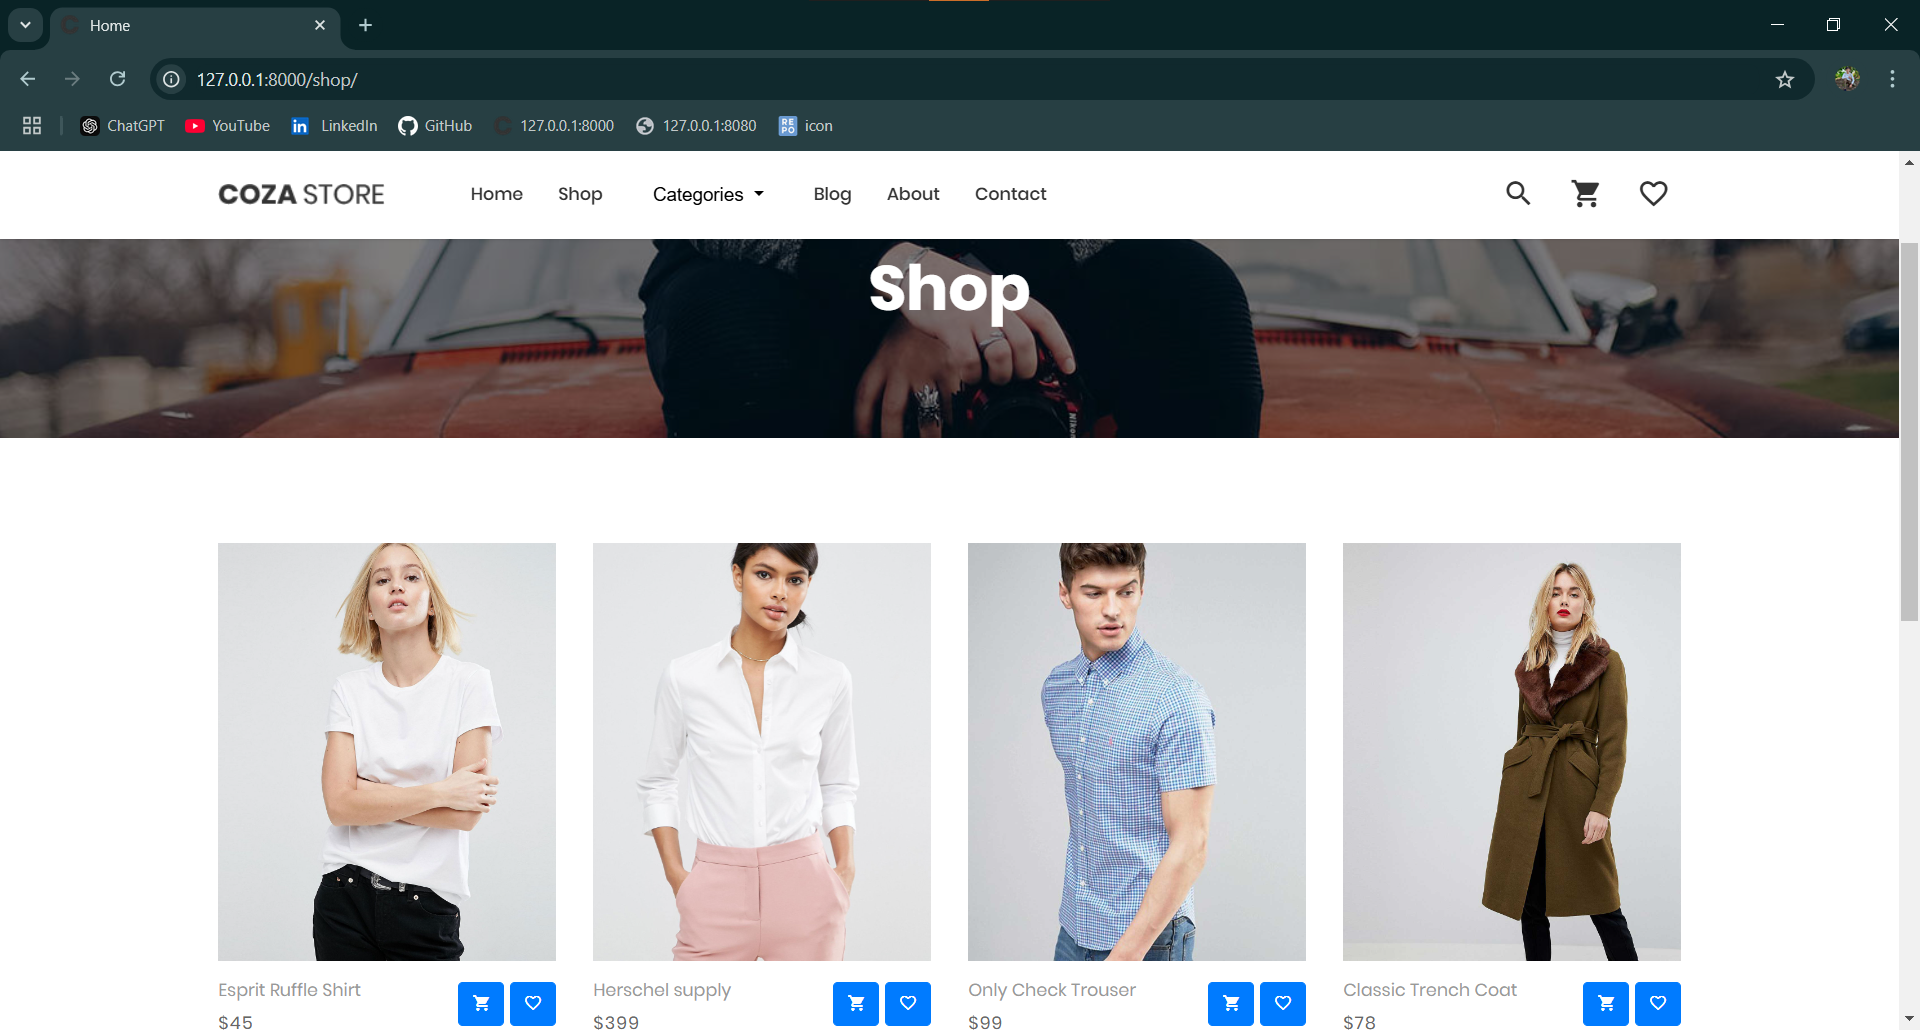 Home
127.0.0.1:8000/shop/
ChatGPT
YouTube
LinkedIn
GitHub
127.0.0.1:8000
127.0.0.1:8080
REPO
icon
COZA STORE
Home
Shop
Categories
Blog
About
Contact
Shop
Nikon
Esprit Ruffle Shirt
$45
Herschel supply
$399
Only Check Trouser
$99
Classic Trench Coat
$78